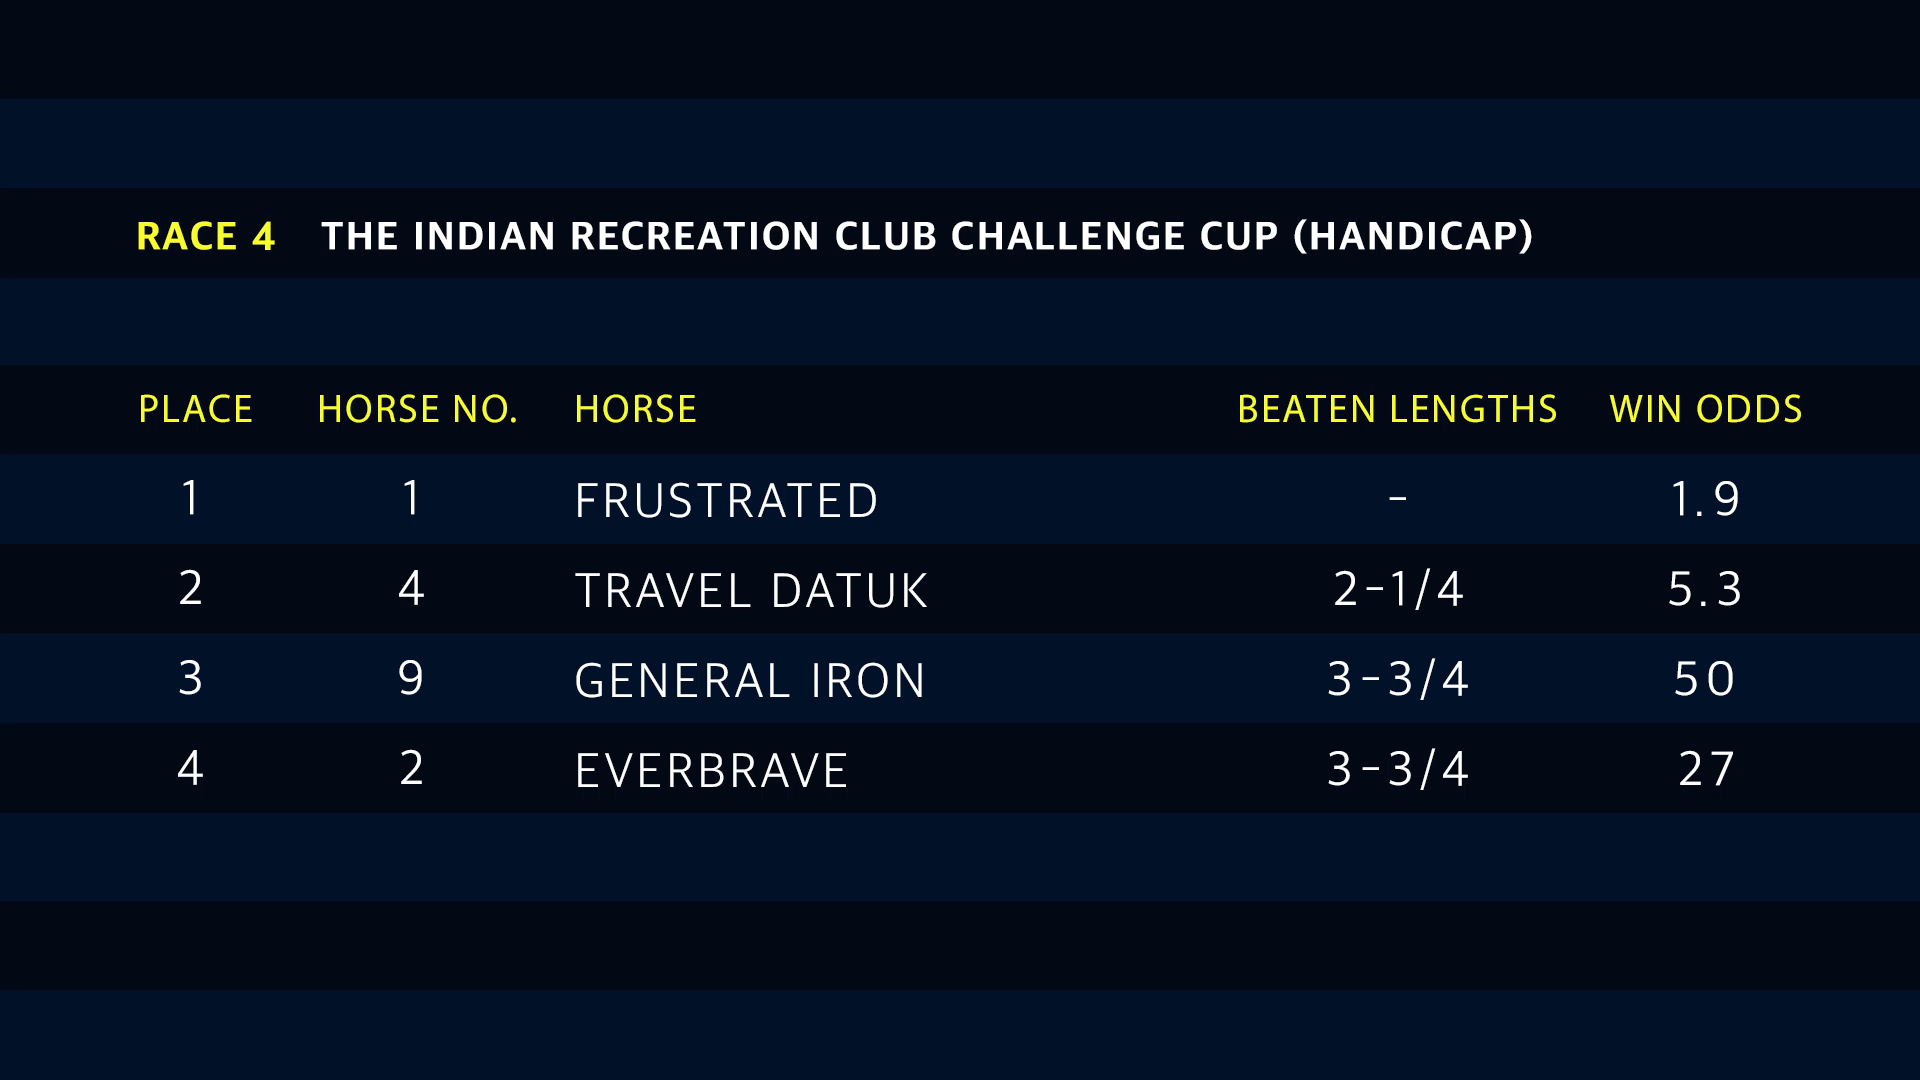 RACE 4 THE INDIAN RECREATION CLUB CHALLENGE CUP (HANDICAP)
PLACE HORSE NO. HORSE BEATEN LENGTHS WIN ODDS
1 1 FRUSTRATED - 1.9
2 4 TRAVEL DATUK 2-1/4 5.3
3 9 GENERAL IRON 3-3/4 50
4 2 EVERBRAVE 3-3/4 27